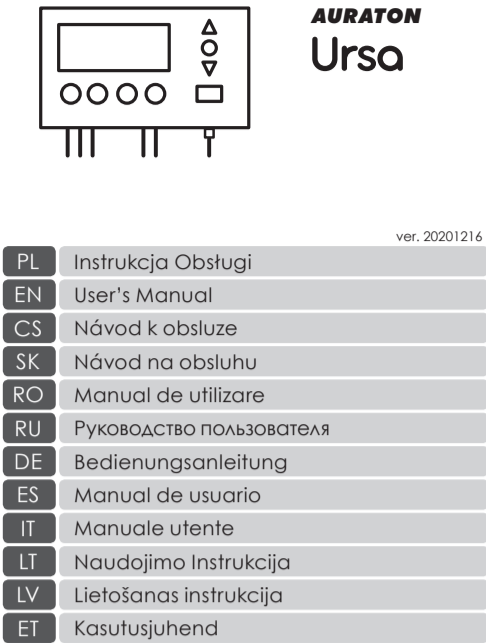 AURATON
Ursa
ver. 20201216
PL Instrukcja Obsługi
EN User's Manual
CS Návod k obsluze
SK Návod na obsluhu
RO Manual de utilizare
RU Руководство пользователя
DE Bedienungsanleitung
ES Manual de usuario
IT Manuale utente
LT Naudojimo Instrukcija
LV Lietošanas instrukcija
ET Kasutusjuhend